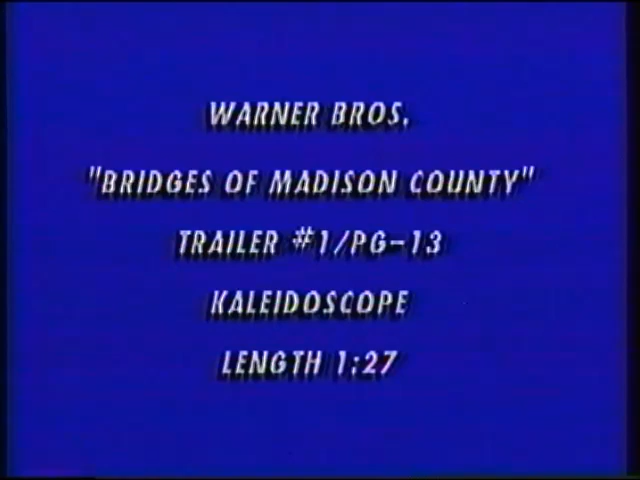 WARNER BROS.
"BRIDGES OF MADISON COUNTY"
TRAILER #1/PG-13
KALEIDOSCOPE
LENGTH 1:27